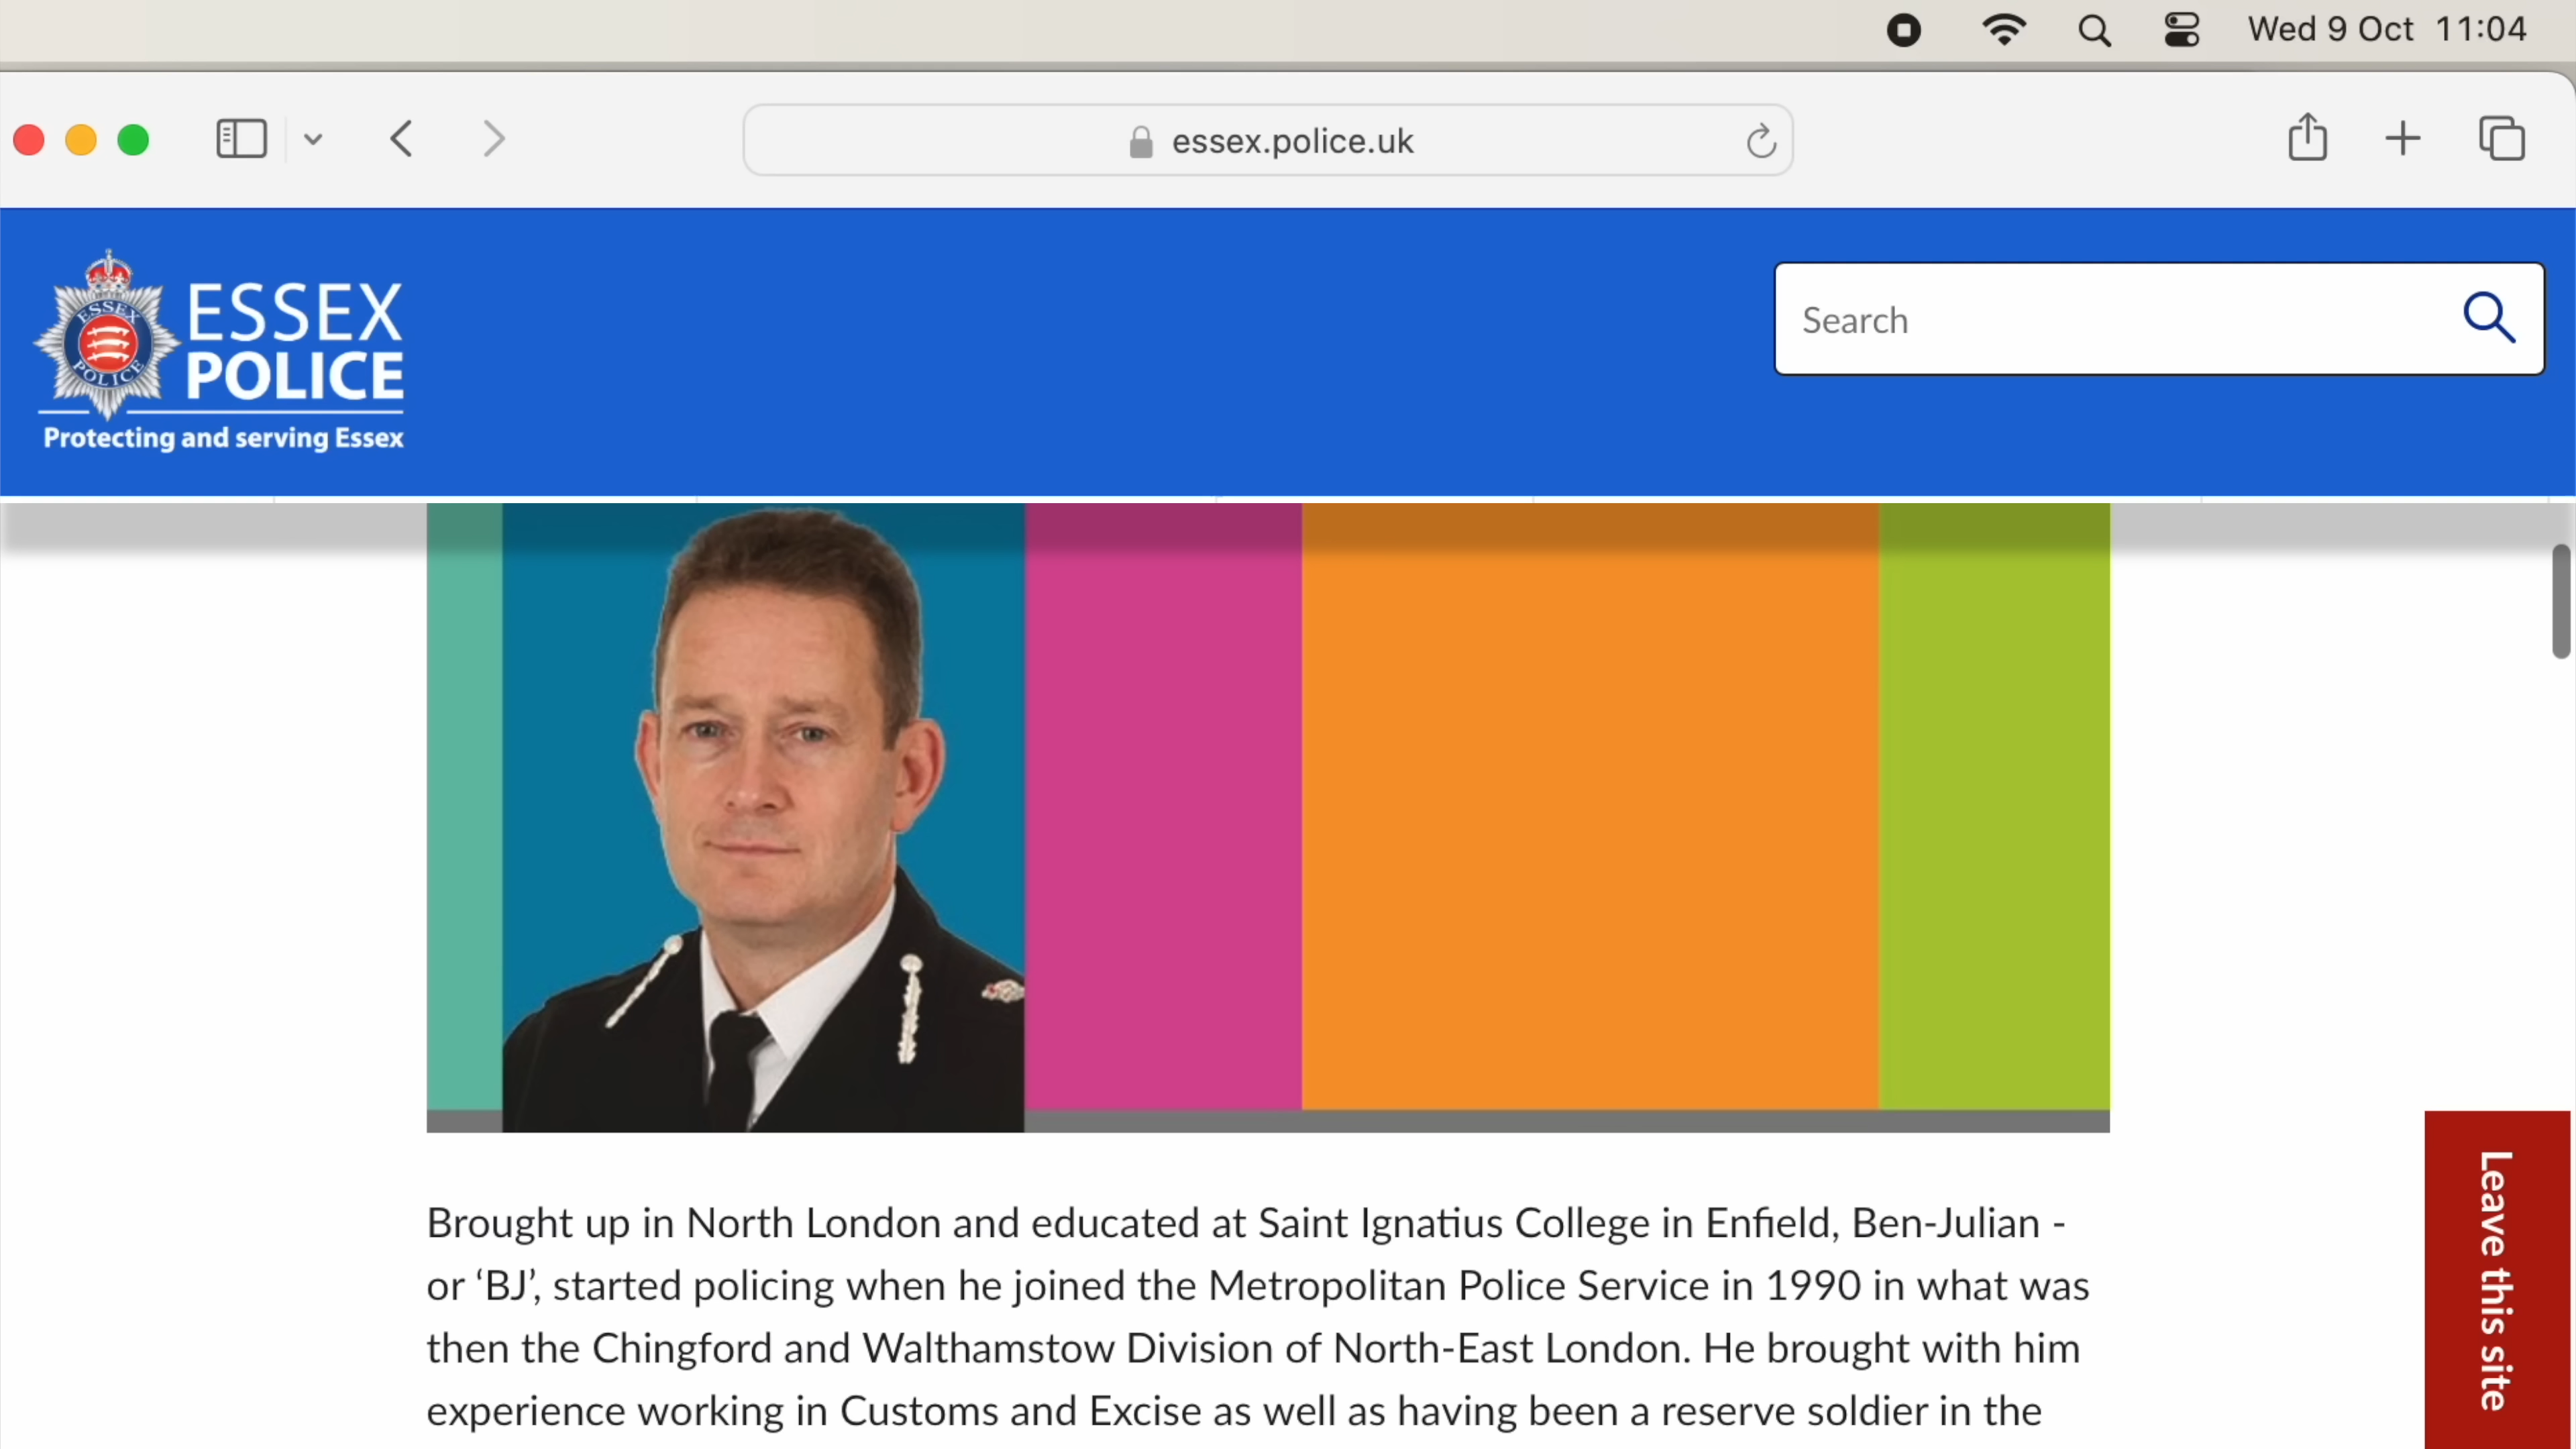 Wed 9 Oct 11:04
essex.police.uk
ESSEX
POLICE
ESSEX
POLICE
Protecting and serving Essex
Search
Brought up in North London and educated at Saint Ignatius College in Enfield, Ben-Julian -
or ‘BJ’, started policing when he joined the Metropolitan Police Service in 1990 in what was
then the Chingford and Walthamstow Division of North-East London. He brought with him
experience working in Customs and Excise as well as having been a reserve soldier in the
Leave this site